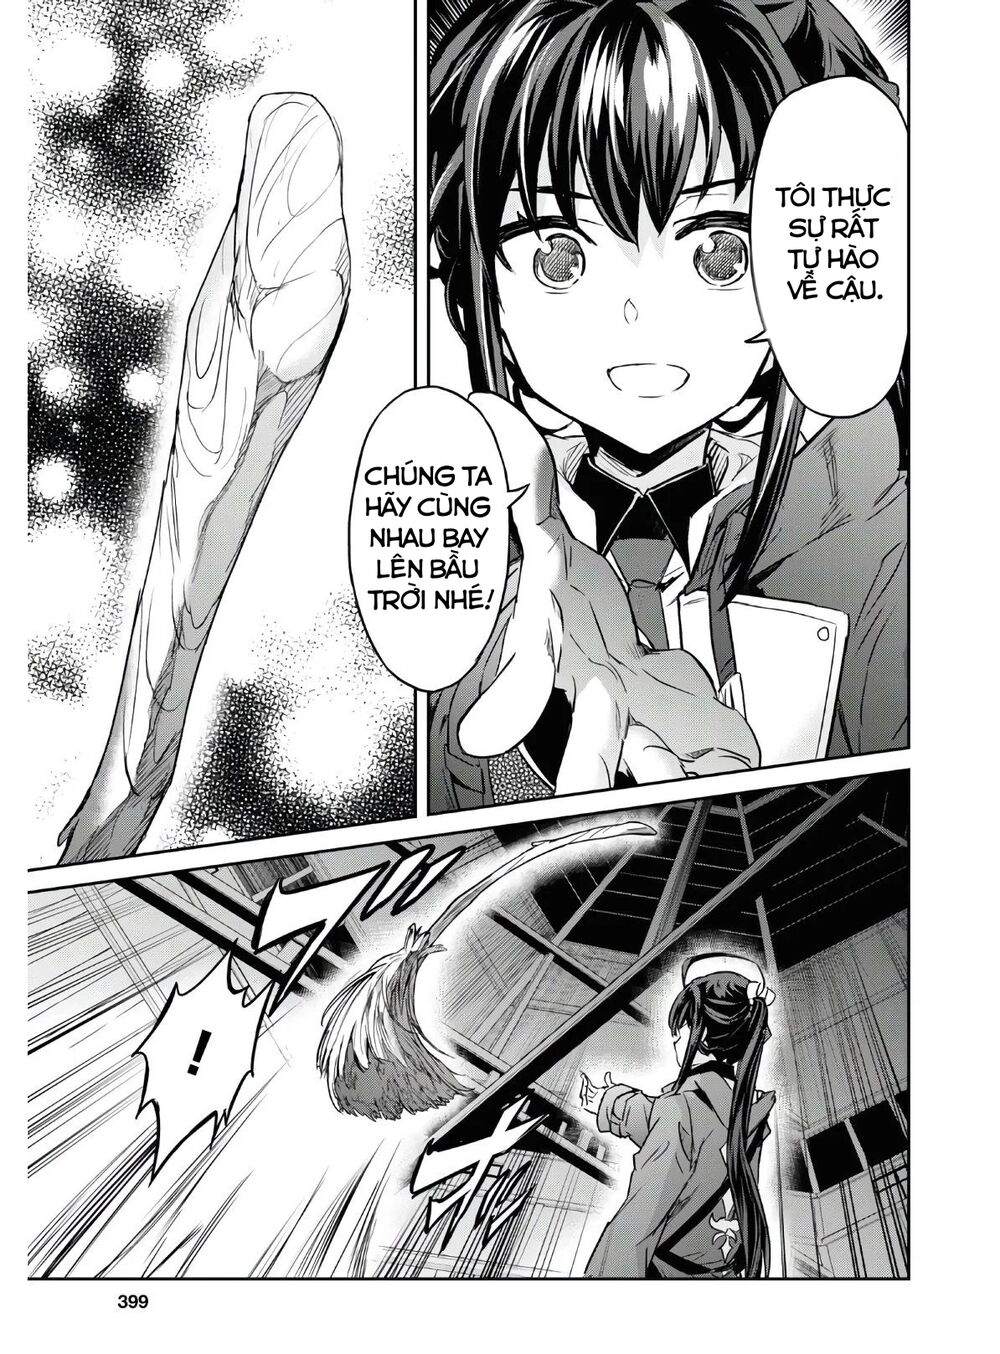 TÔI THỰC
SỰ RẤT
TỰ HÀO
VỀ CẬU.
CHÚNG TA
HÃY CÙNG
NHAU BAY
LÊN BẦU
TRỜI NHÉ!
!
399